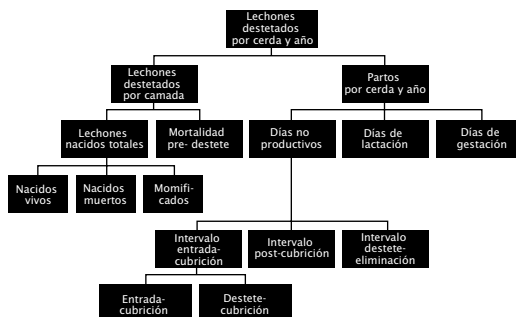 Lechones
destetados
por cerda y año
Lechones
destetados
por camada
Partos
por cerda y año
Lechones
nacidos totales
Mortalidad
pre- destete
Días no
productivos
Días de
lactación
Días de
gestación
Nacidos
vivos
Nacidos
muertos
Momifi-
cados
Intervalo
entrada-
cubrición
Intervalo
post-cubrición
Intervalo
destete-
eliminación
Entrada-
cubrición
Destete-
cubrición